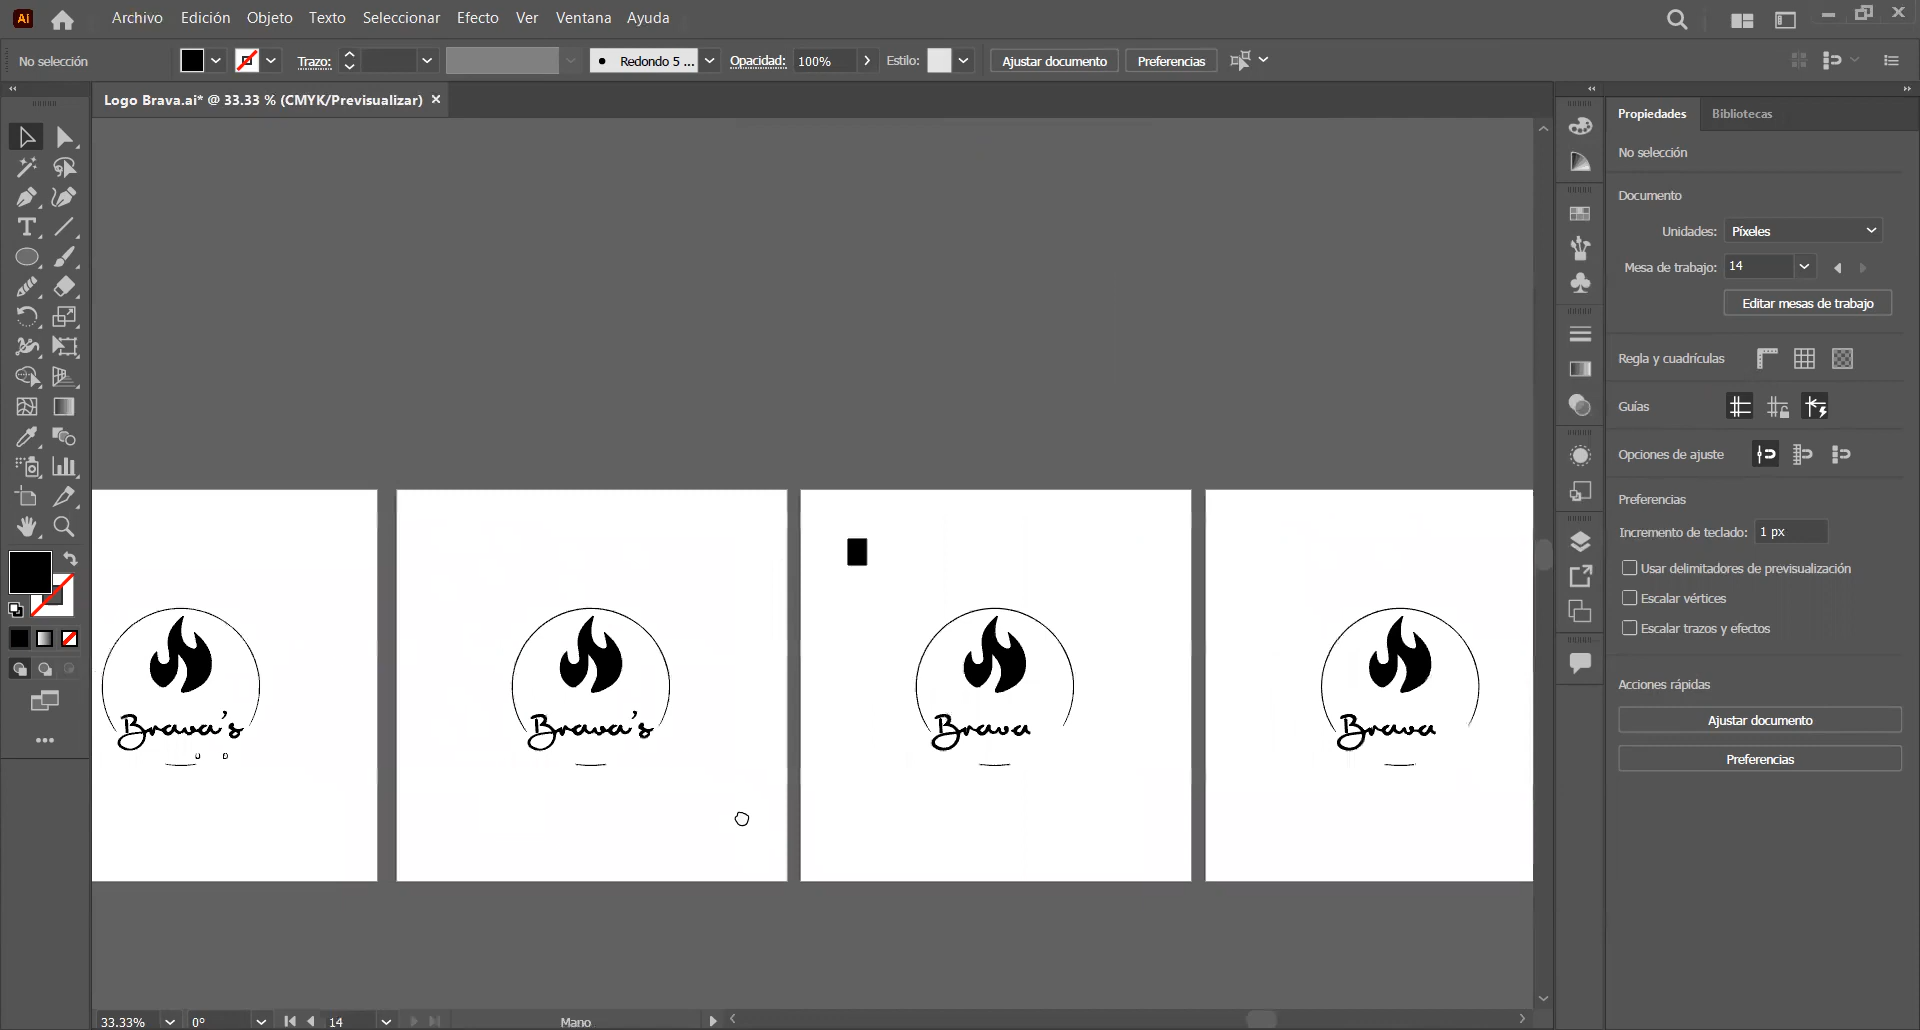 Ai Archivo Edición Objeto Texto Seleccionar Efecto Ver Ventana Ayuda
No selección Trazo: Redondo 5 ... Opacidad: 100% Estilo: Ajustar documento Preferencias
Logo Brava.ai* @ 33.33 % (CMYK/Previsualizar)
Propiedades Bibliotecas
No selección
Documento
Unidades: Píxeles
Mesa de trabajo: 14
Editar mesas de trabajo
Regla y cuadrículas
Guías
Opciones de ajuste
Preferencias
Incremento de teclado: 1 px
Usar delimitadores de previsualización
Escalar vértices
Escalar trazos y efectos
Acciones rápidas
Ajustar documento
Preferencias
Brava's Brava's Brava Brava
33.33% 0° 14 Mano